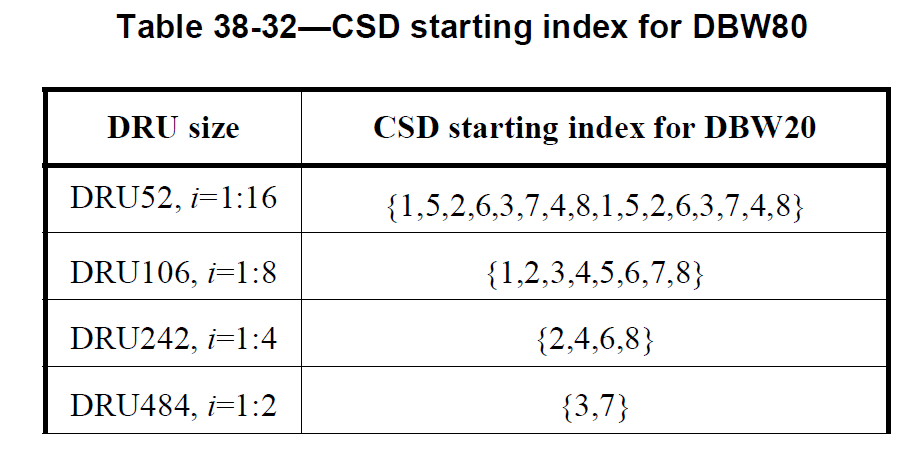 Table 38-32—CSD starting index for DBW80
DRU size CSD starting index for DBW20
DRU52, i=1:16 {1,5,2,6,3,7,4,8,1,5,2,6,3,7,4,8}
DRU106, i=1:8 {1,2,3,4,5,6,7,8}
DRU242, i=1:4 {2,4,6,8}
DRU484, i=1:2 {3,7}